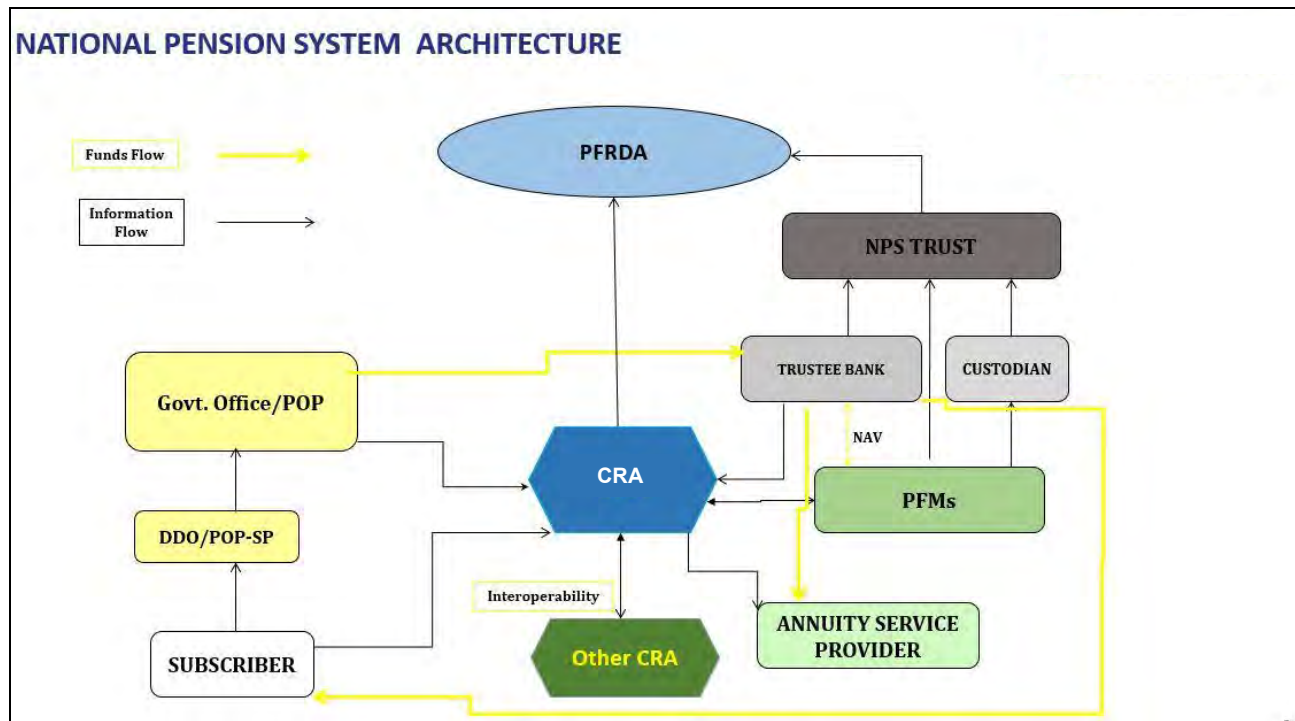 NATIONAL PENSION SYSTEM ARCHITECTURE
PFRDA
Funds Flow
Information
Flow
NPS TRUST
TRUSTEE BANK
CUSTODIAN
Govt. Office/POP
NAV
CRA
PFMs
DDO/POP-SP
Interoperability
ANNUITY SERVICE
PROVIDER
SUBSCRIBER
Other CRA